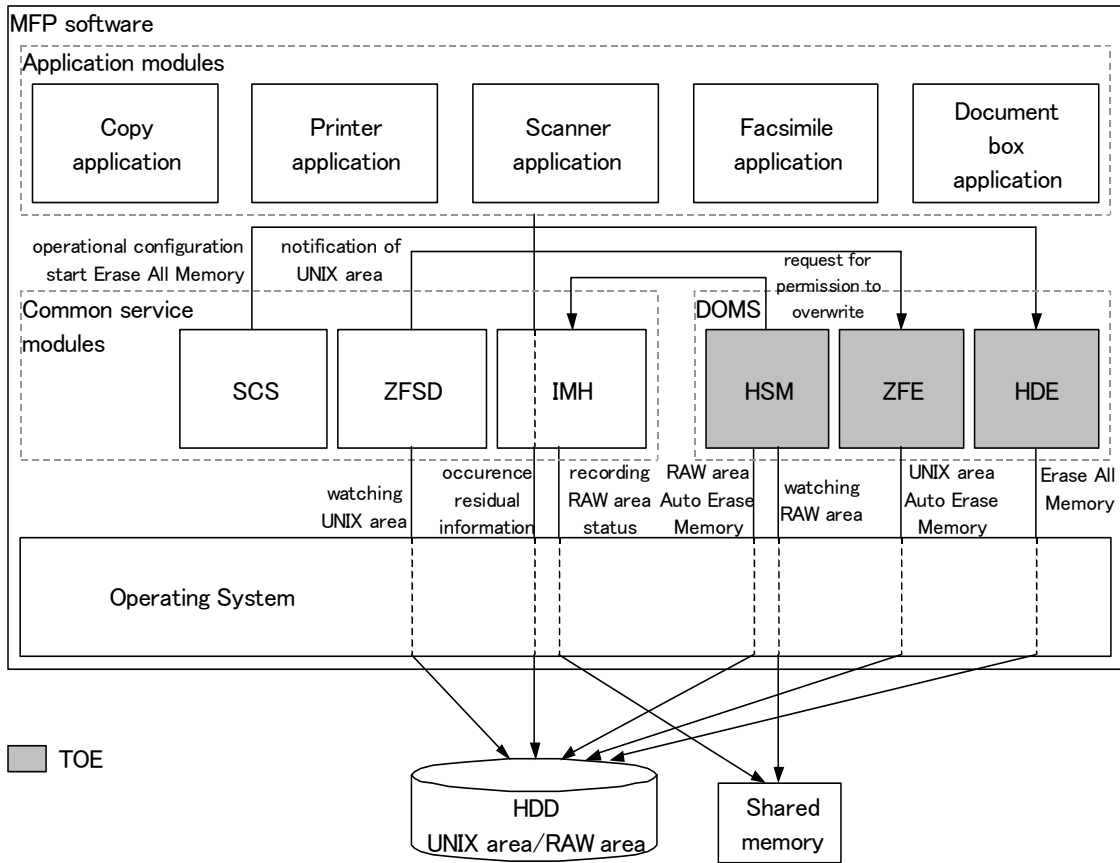 MFP software
Application modules
Copy
application
Printer
application
Scanner
application
Facsimile
application
Document
box
application
operational configuration
start Erase All Memory
notification of
UNIX area
request for
permission to
overwrite
Common service
modules
DOMS
SCS
ZFSD
IMH
HSM
ZFE
HDE
watching
UNIX area
occurence
residual
information
recording
RAW area
status
RAW area
Auto Erase
Memory
watching
RAW area
UNIX area
Auto Erase
Memory
Erase All
Memory
Operating System
TOE
HDD
UNIX area/RAW area
Shared
memory